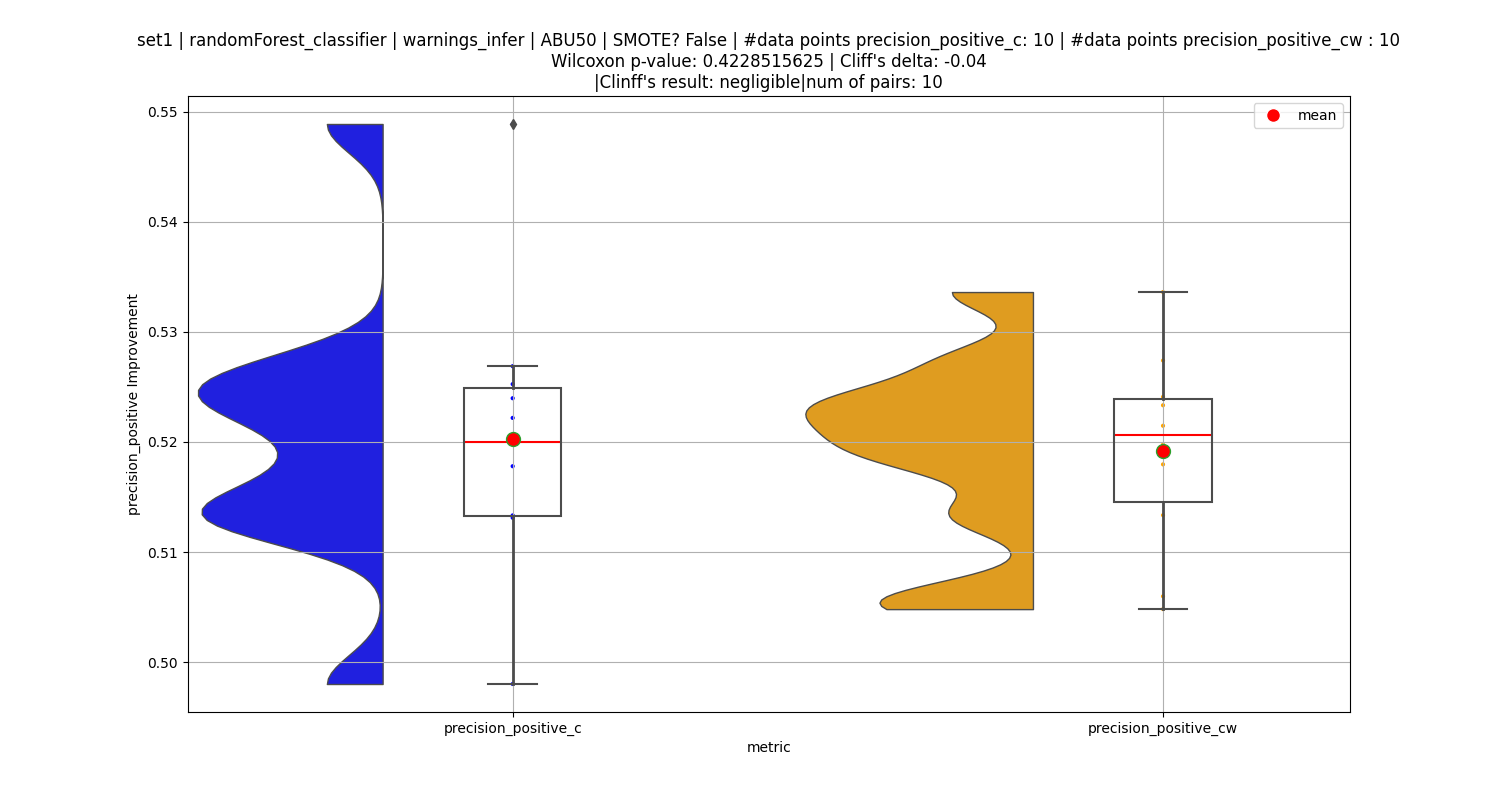 set1 | randomForest_classifier | warnings_infer | ABU50 | SMOTE? False | #data points precision_positive_c: 10 | #data points precision_positive_cw : 10
Wilcoxon p-value: 0.4228515625 | Cliff's delta: -0.04
|Clinff's result: negligible|num of pairs: 10
mean
0.55
0.54
0.53
0.52
0.51
0.50
precision_positive Improvement
precision_positive_c
precision_positive_cw
metric